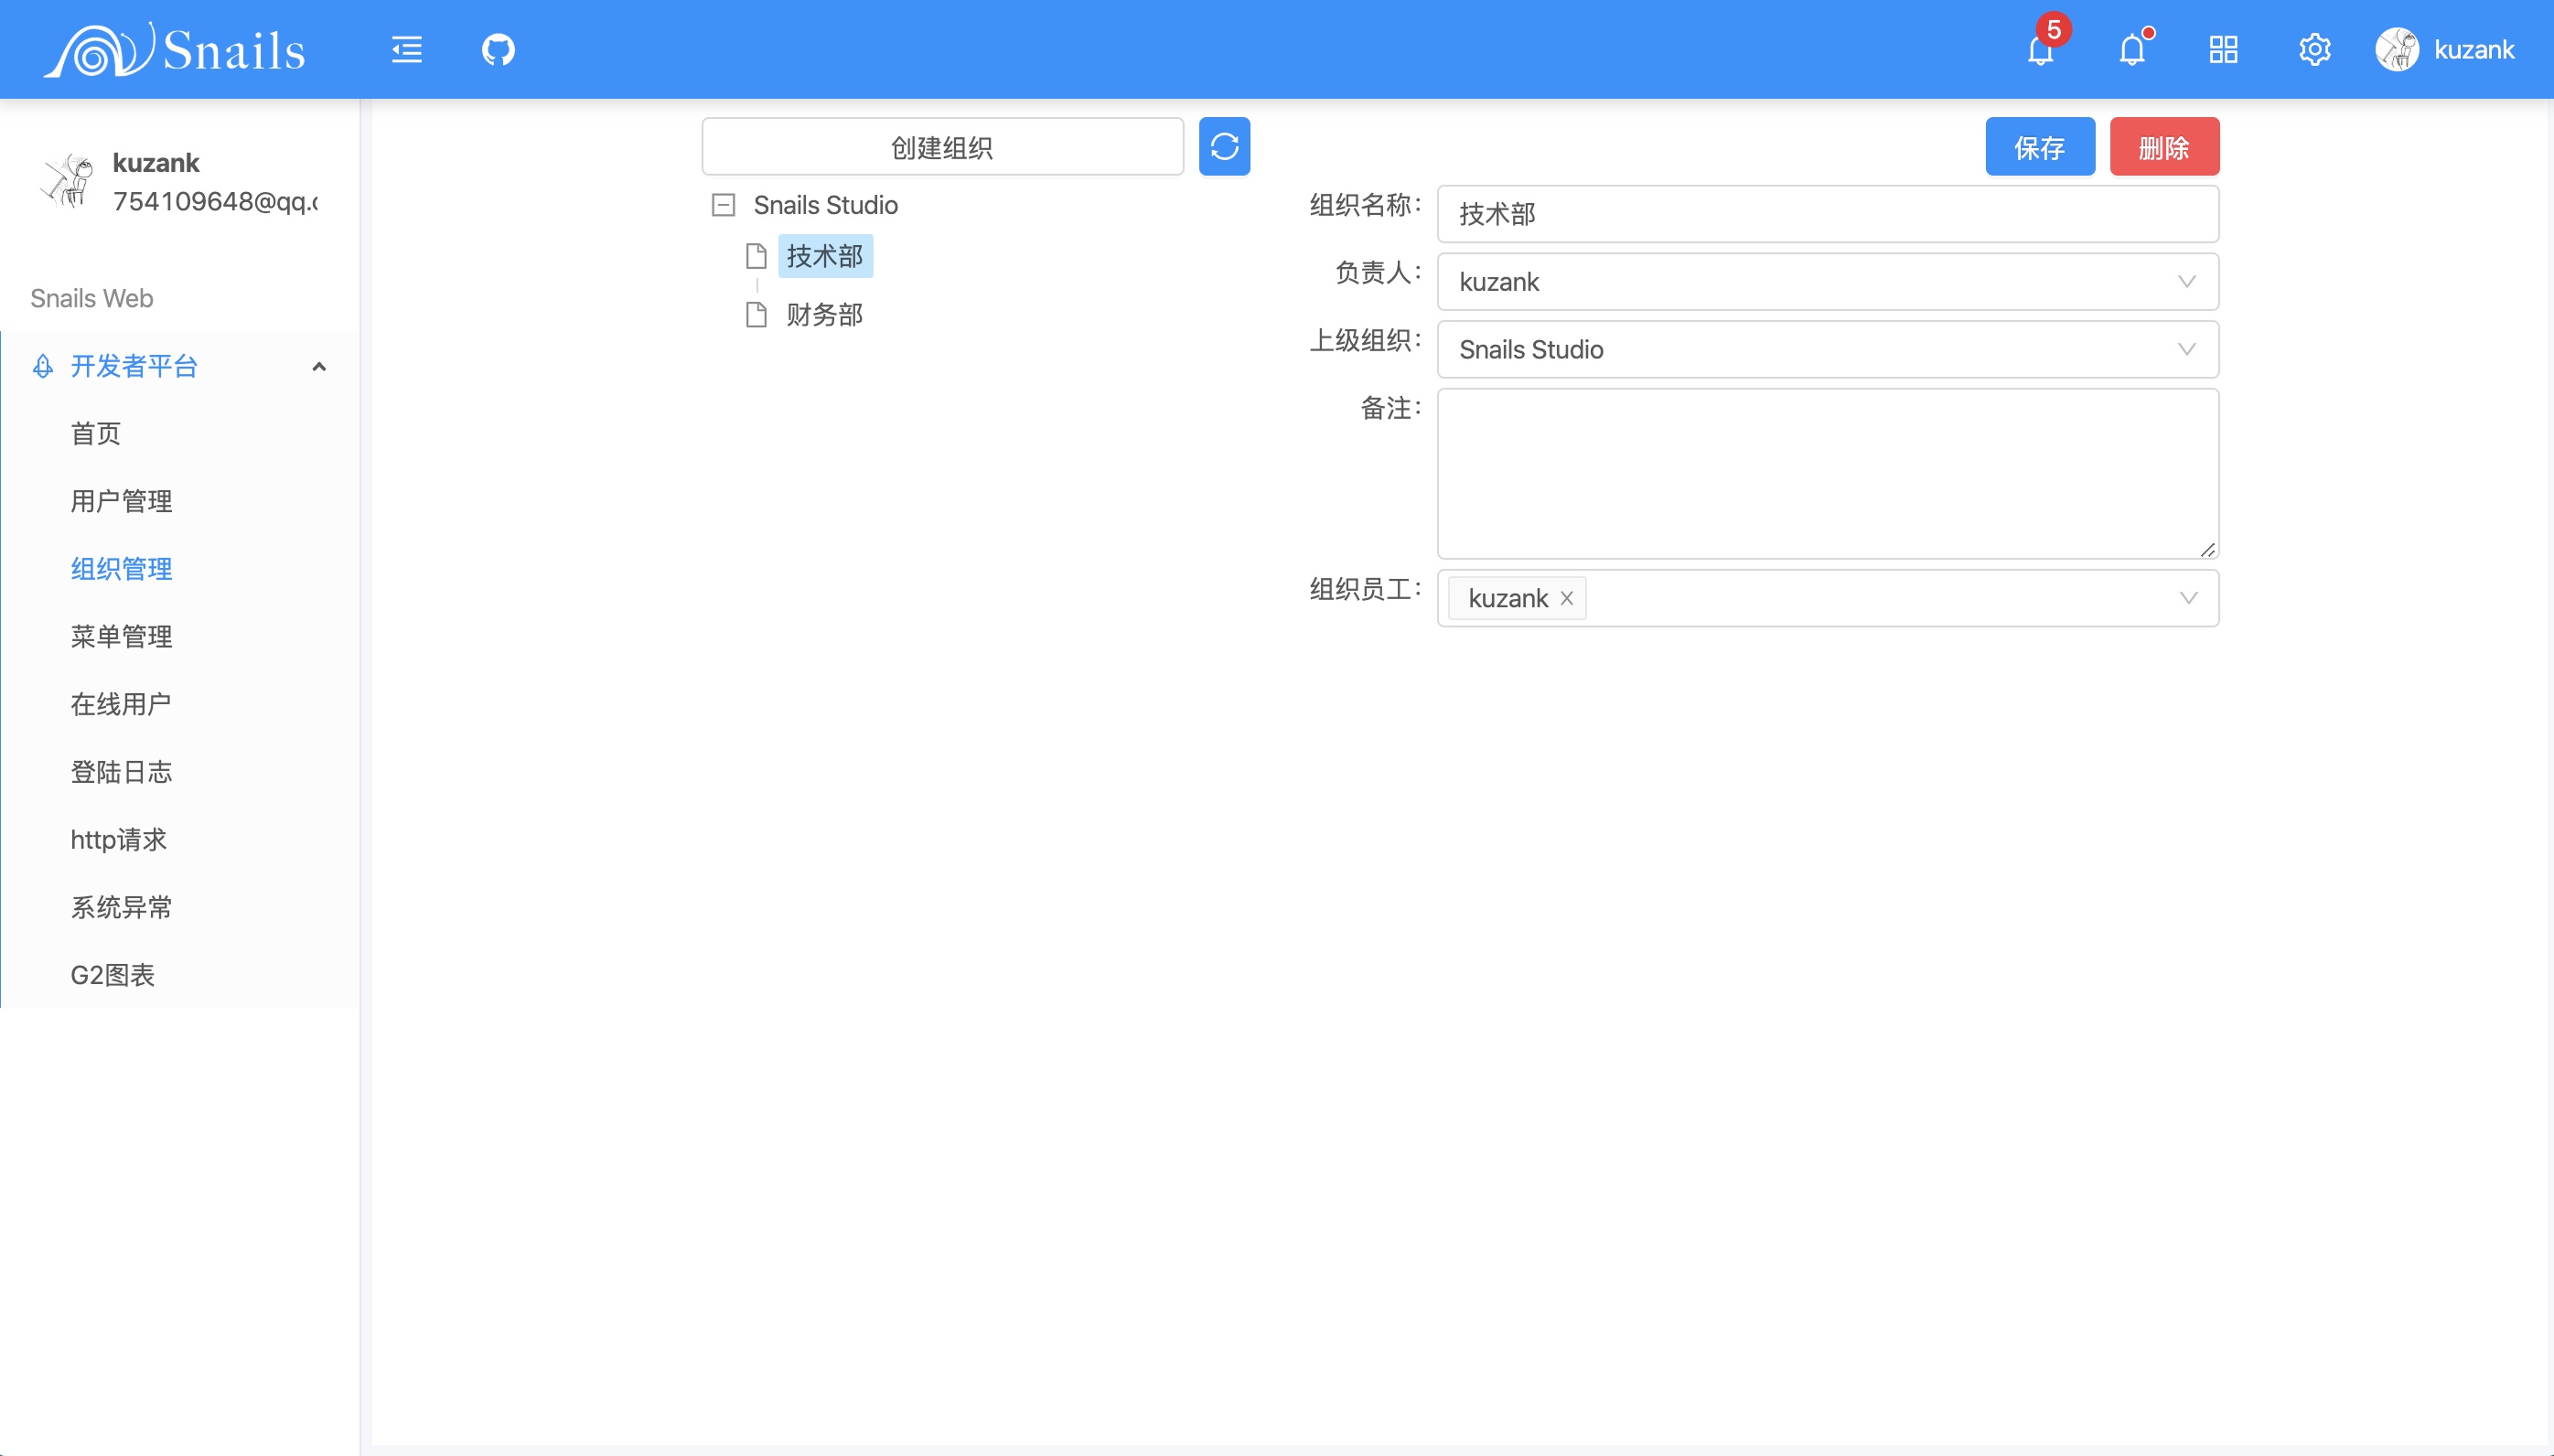 Snails
5
kuzank
kuzank
754109648@qq.c
Snails Web
开发者平台
首页
用户管理
组织管理
菜单管理
在线用户
登陆日志
http请求
系统异常
G2图表
创建组织
Snails Studio
技术部
财务部
保存 删除
组织名称： 技术部
负责人： kuzank
上级组织： Snails Studio
备注：
组织员工： kuzank